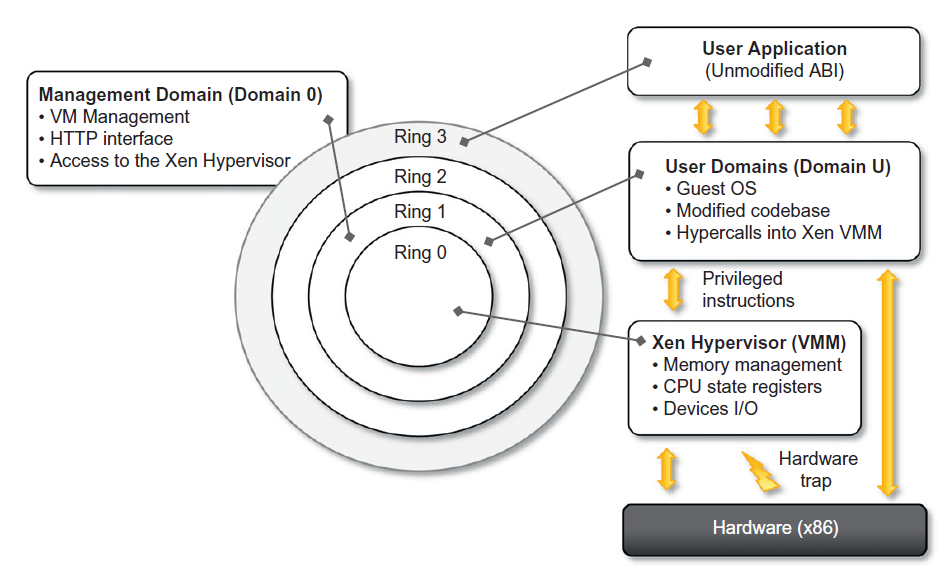 Management Domain (Domain 0)
• VM Management
• HTTP interface
• Access to the Xen Hypervisor
Ring 3
Ring 2
Ring 1
Ring 0
User Application
(Unmodified ABI)
User Domains (Domain U)
• Guest OS
• Modified codebase
• Hypercalls into Xen VMM
Privileged
instructions
Xen Hypervisor (VMM)
• Memory management
• CPU state registers
• Devices I/O
Hardware
trap
Hardware (x86)